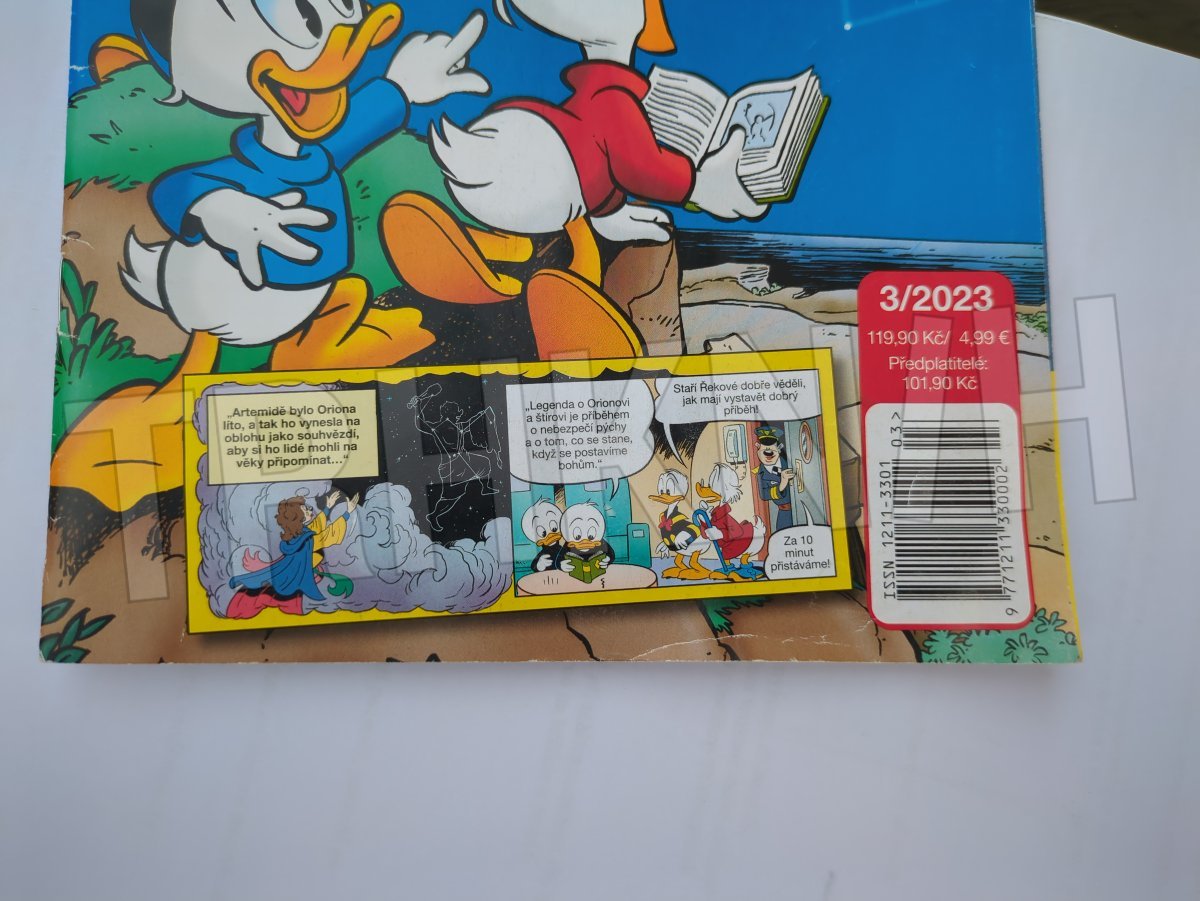 3/2023
119,90 Kč/ 4,99 €
Předplatitelé:
101,90 Kč
„Artemidě bylo Oriona
líto, a tak ho vynesla na
oblohu jako souhvězdí,
aby si ho lidé mohli na
věky připomínat...“
„Legenda o Orionovi
a štírovi je příběhem
o nebezpečí pýchy
a o tom, co se stane,
když se postavíme
bohům.“
Staří Řekové dobře věděli,
jak mají vystavět dobrý
příběh!
Za 10
minut
přistáváme!
ISSN 1211-3301
03>
9 771211 330002